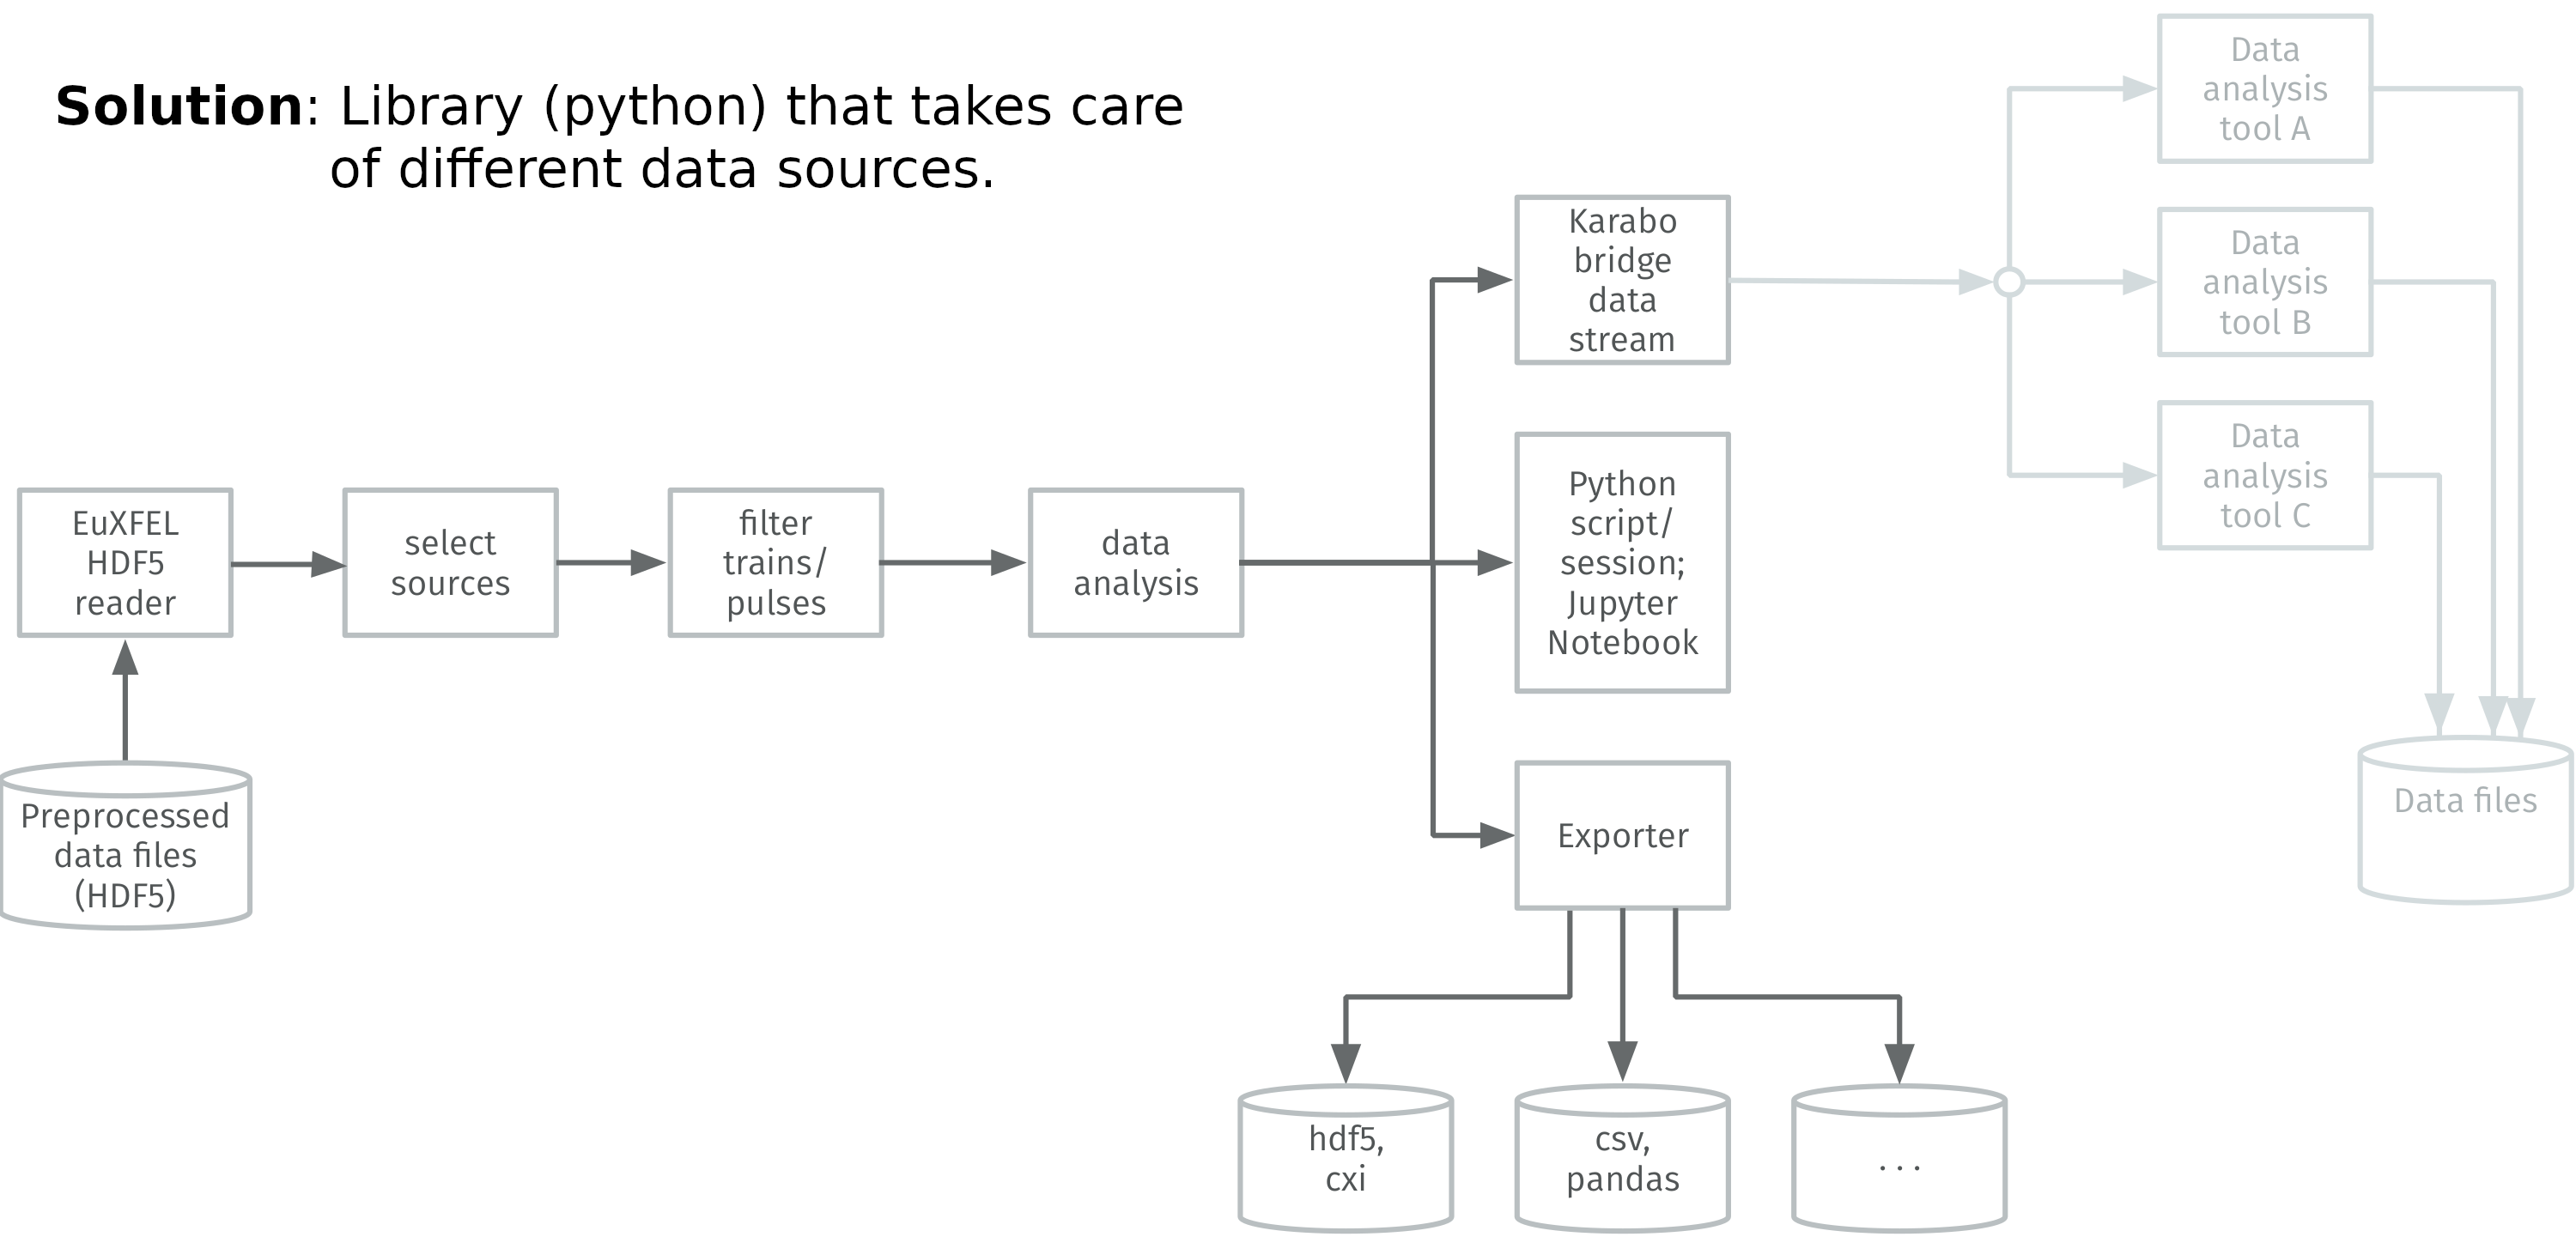 Solution: Library (python) that takes care
of different data sources.
Data
analysis
tool A
Karabo
bridge
data
stream
Data
analysis
tool B
Data
analysis
tool C
EuXFEL
HDF5
reader
select
sources
filter
trains/
pulses
data
analysis
Python
script/
session;
Jupyter
Notebook
Preprocessed
data files
(HDF5)
Exporter
Data files
hdf5,
cxi
csv,
pandas
...